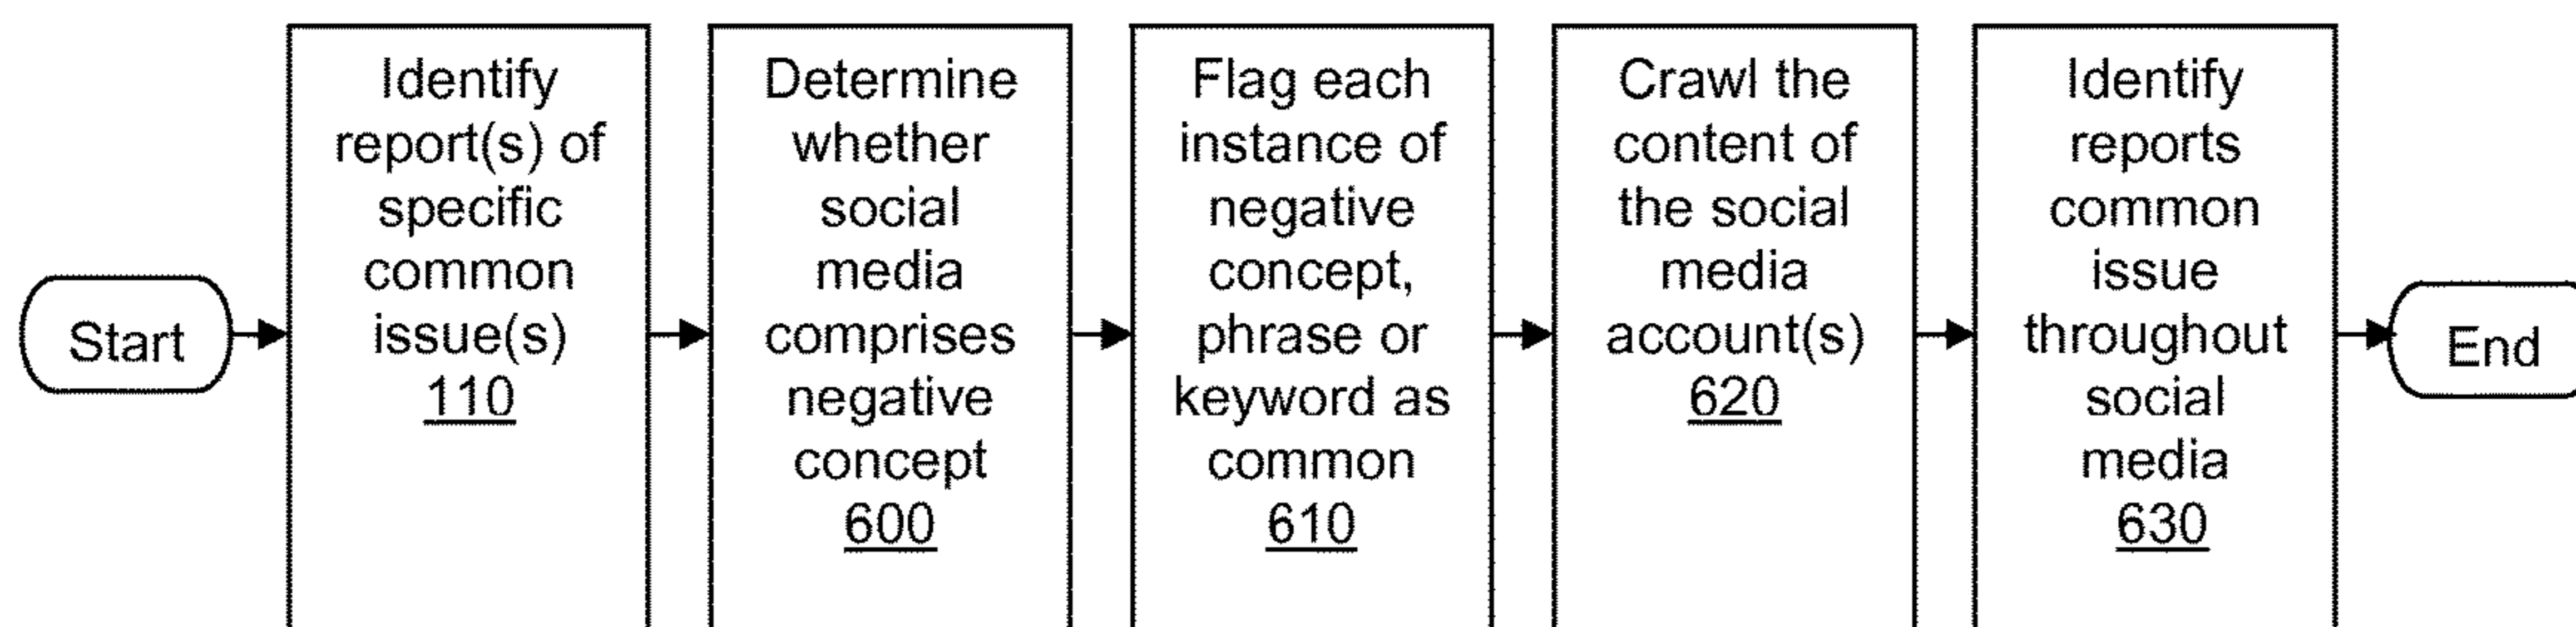 Start
Identify
report(s) of
specific
common
issue(s)
110
Determine
whether
social
media
comprises
negative
concept
600
Flag each
instance of
negative
concept,
phrase or
keyword as
common
610
Crawl the
content of
the social
media
account(s)
620
Identify
reports
common
issue
throughout
social
media
630
End